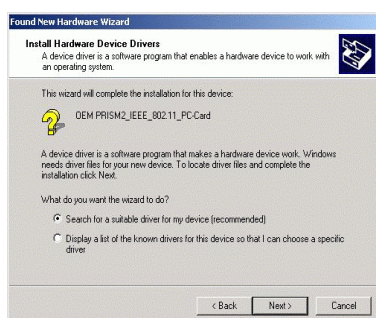 Found New Hardware Wizard
Install Hardware Device Drivers
A device driver is a software program that enables a hardware device to work with
an operating system.
This wizard will complete the installation for this device:
OEM PRISM2_IEEE_802.11_PC-Card
A device driver is a software program that makes a hardware device work. Windows
needs driver files for your new device. To locate driver files and complete the
installation click Next.
What do you want the wizard to do?
Search for a suitable driver for my device (recommended)
Display a list of the known drivers for this device so that I can choose a specific
driver
< Back Next > Cancel